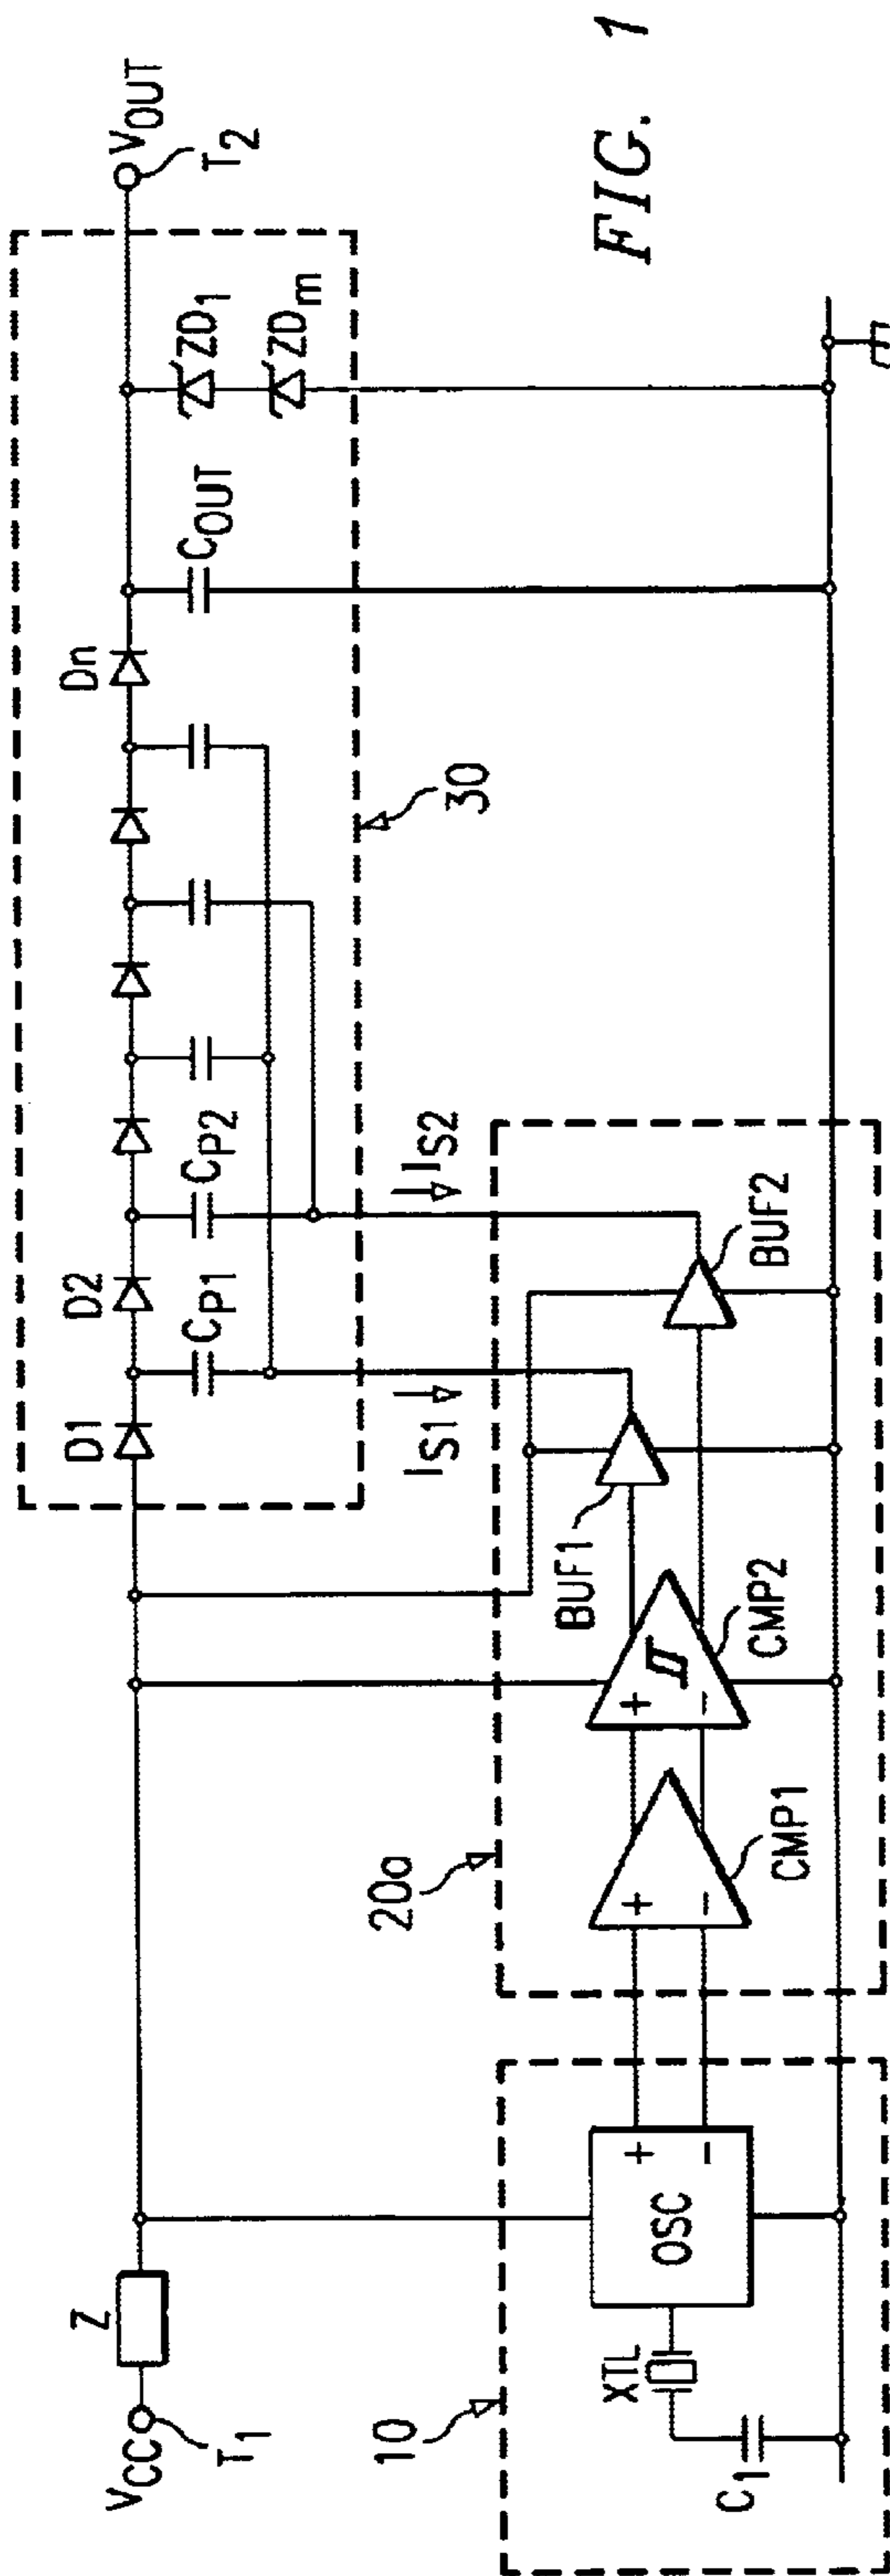 VCC
T1
Z
D1
D2
Dn
VOUT
T2
CP1
CP2
COUT
ZD1
ZDm
IS1
IS2
30
10
20a
XTL
C1
OSC
+
−
+
−
CMP1
+
−
CMP2
BUF1
BUF2
FIG. 1